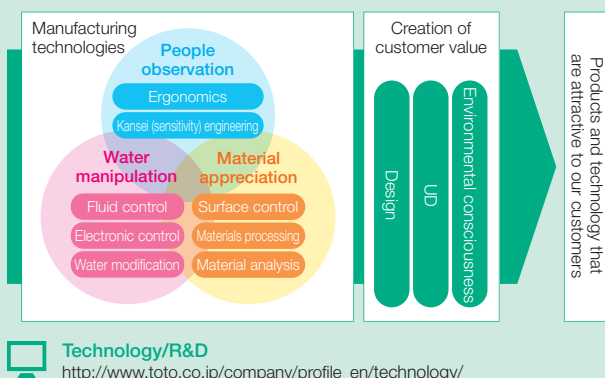 Manufacturing
technologies
People
observation
Ergonomics
Kansei (sensitivity) engineering
Water
manipulation
Fluid control
Electronic control
Water modification
Material
appreciation
Surface control
Materials processing
Material analysis
Creation of
customer value
Design
UD
Environmental consciousness
Products and technology that
are attractive to our customers
Technology/R&D
http://www.toto.co.jp/company/profile_en/technology/